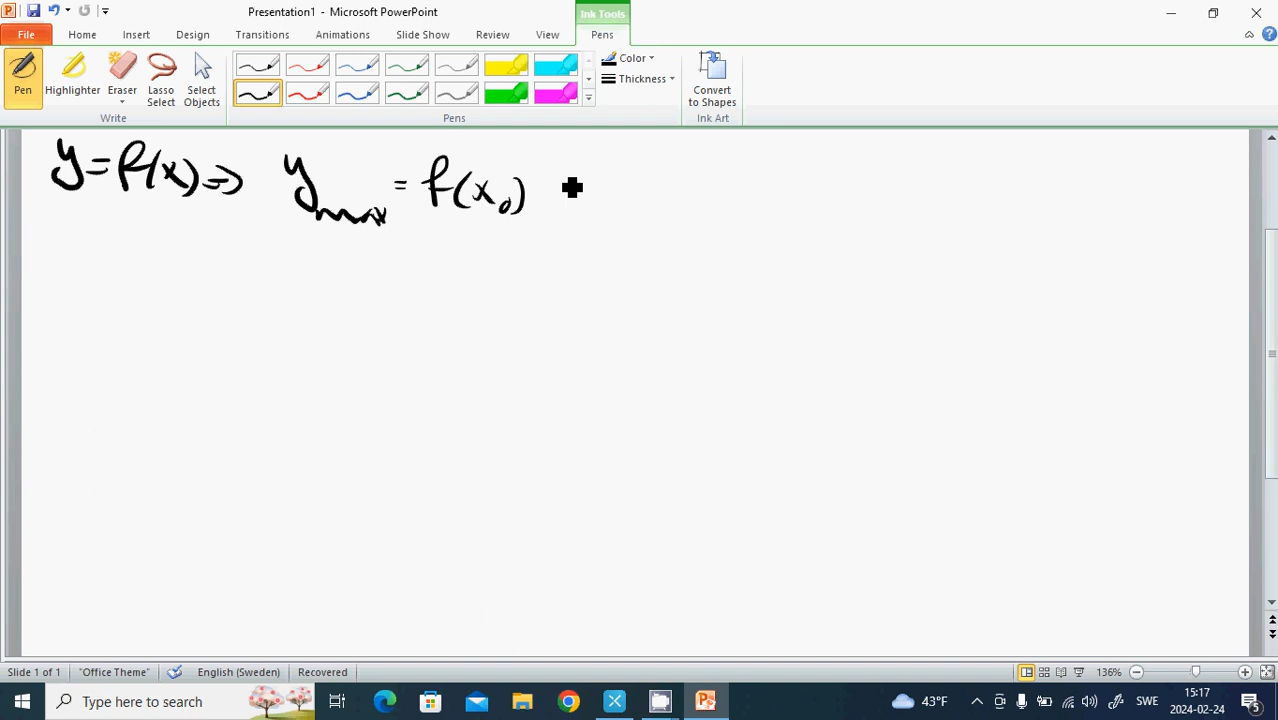 Presentation1 - Microsoft PowerPoint
Ink Tools
File Home Insert Design Transitions Animations Slide Show Review View Pens
Pen Highlighter Eraser Lasso Select Select Objects Color Thickness Convert to Shapes
Write Pens Ink Art
y=f(x)⇒ y_max = f(x₀)
Slide 1 of 1 "Office Theme" English (Sweden) Recovered 136%
Type here to search 43°F SWE 15:17
2024-02-24 5